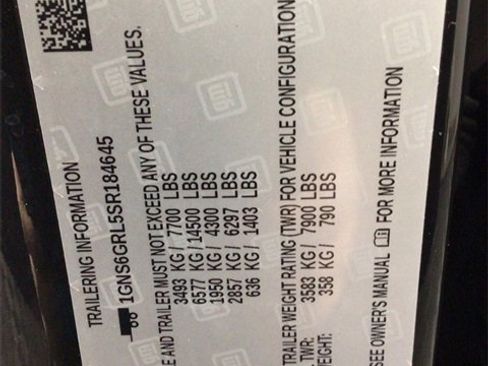 TRAILERING INFORMATION
1GNS6GRL5SR184645
E AND TRAILER MUST NOT EXCEED ANY OF THESE VALUES.
3493 KG / 7700 LBS
6577 KG / 14500 LBS
1950 KG / 4300 LBS
2857 KG / 6297 LBS
636 KG / 1403 LBS
TRAILER WEIGHT RATING (TWR) FOR VEHICLE CONFIGURATION
TWR: 3583 KG / 7900 LBS
EIGHT: 358 KG / 790 LBS
SEE OWNER'S MANUAL FOR MORE INFORMATION